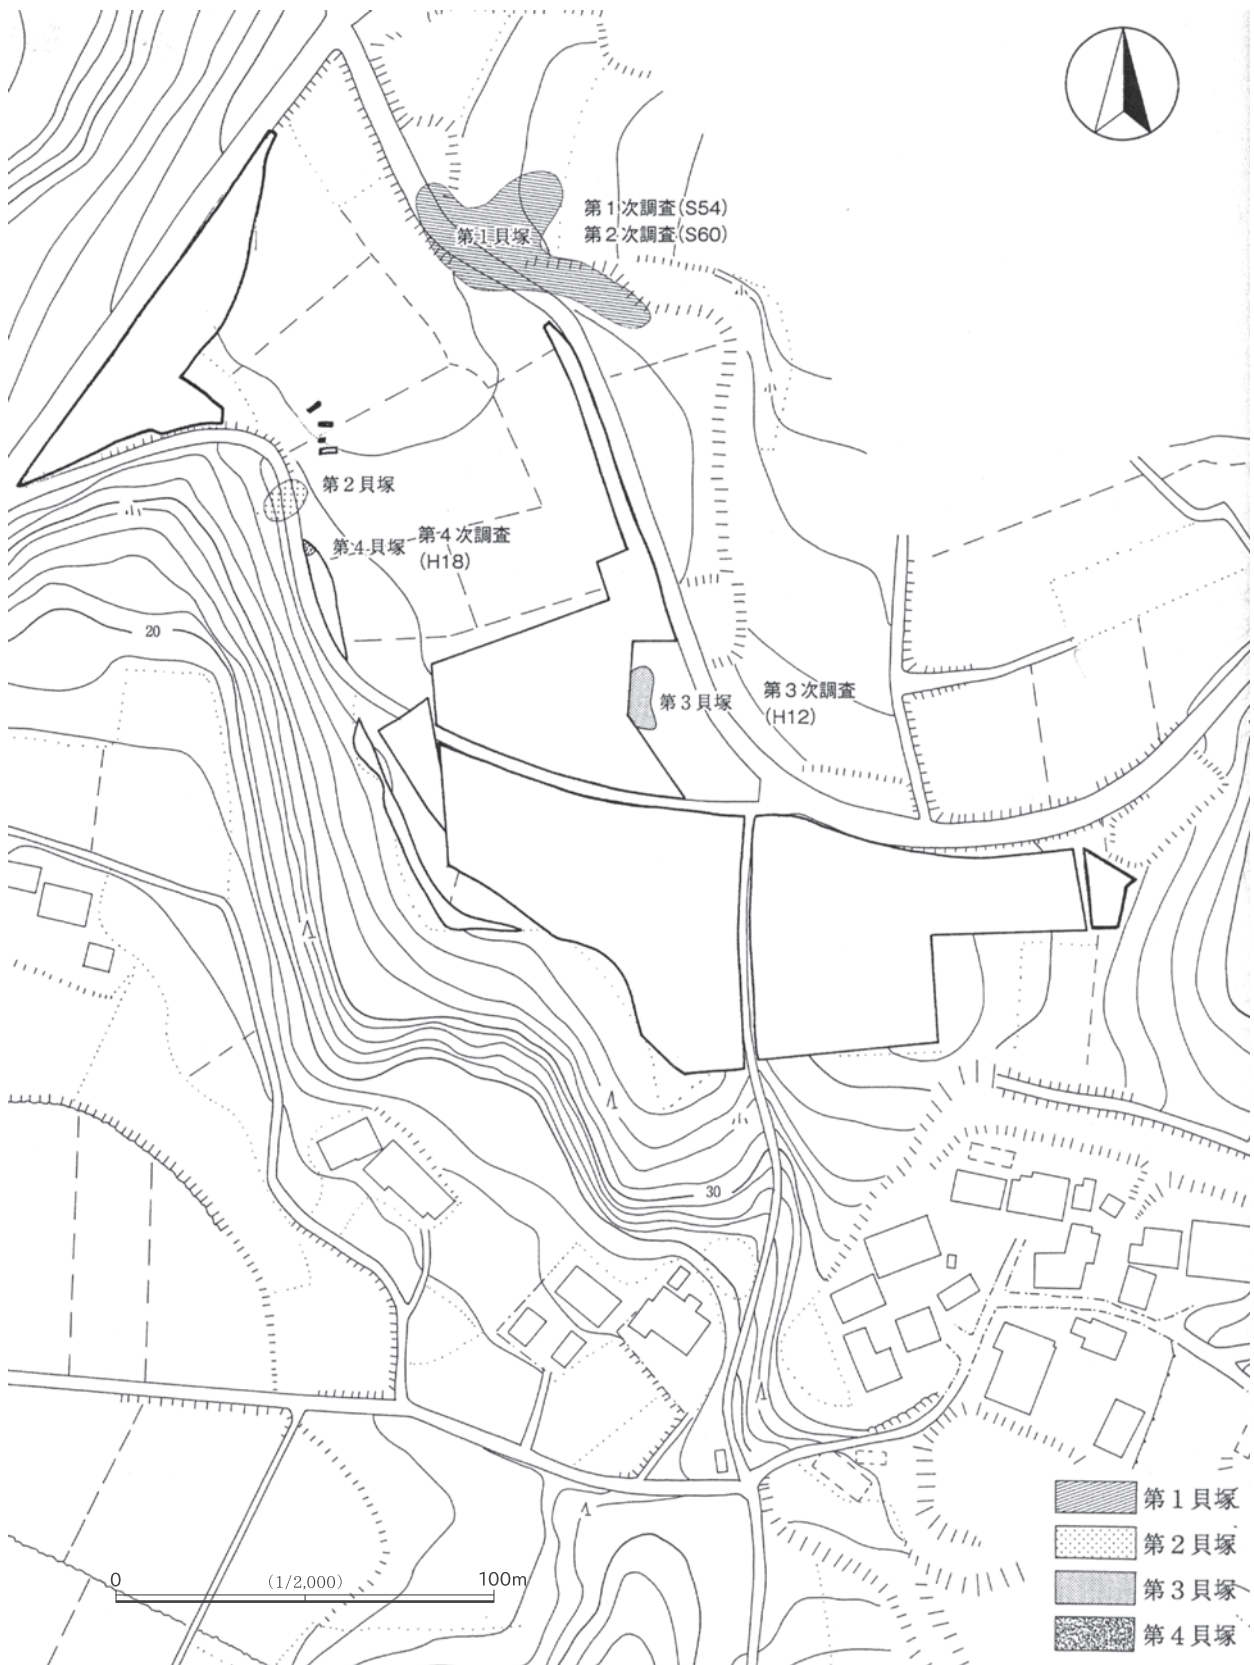 第1次調査(S54)
第2次調査(S60)
第1貝塚
第2貝塚
第4貝塚
第4次調査
(H18)
20
第3貝塚
第3次調査
(H12)
30
第1貝塚
第2貝塚
第3貝塚
第4貝塚
0
(1/2,000)
100m